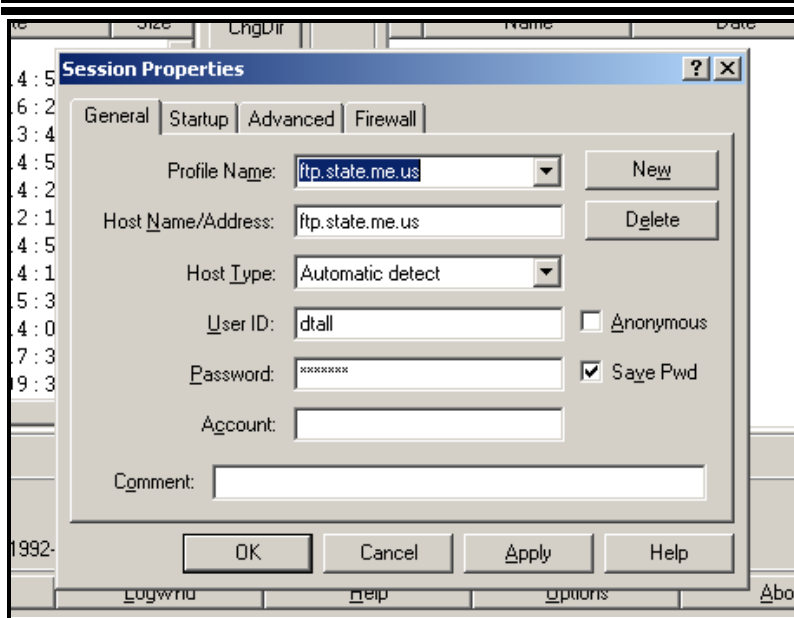 Size ChgDir Name Date
Session Properties
General Startup Advanced Firewall
Profile Name: ftp.state.me.us New
Host Name/Address: ftp.state.me.us Delete
Host Type: Automatic detect
User ID: dtall Anonymous
Password: ******* Save Pwd
Account:
Comment:
OK Cancel Apply Help
1992-
LogWnd Help Options Abo